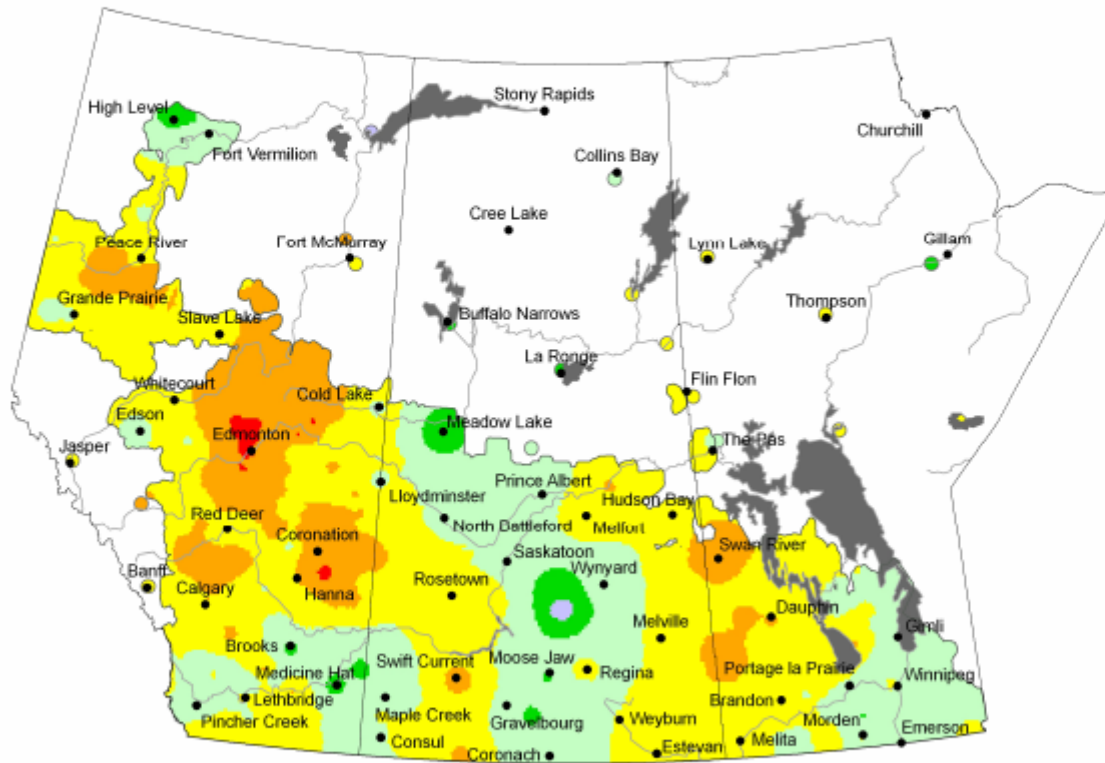 Stony Rapids
High Level
Churchill
Fort Vermilion
Collins Bay
Cree Lake
Peace River
Fort McMurray
Lynn Lake
Gillam
Grande Prairie
Thompson
Slave Lake
Buffalo Narrows
La Ronge
Flin Flon
Whitecourt
Cold Lake
Edson
Meadow Lake
Edmonton
Jasper
The Pas
Lloydminster
Prince Albert
Hudson Bay
Red Deer
North Battleford
Melfort
Coronation
Saskatoon
Swan River
Banff
Wynyard
Calgary
Hanna
Rosetown
Dauphin
Melville
Gimli
Brooks
Swift Current
Moose Jaw
Medicine Hat
Regina
Portage la Prairie
Winnipeg
Lethbridge
Brandon
Pincher Creek
Maple Creek
Gravelbourg
Weyburn
Morden
Emerson
Consul
Melita
Coronach
Estevan